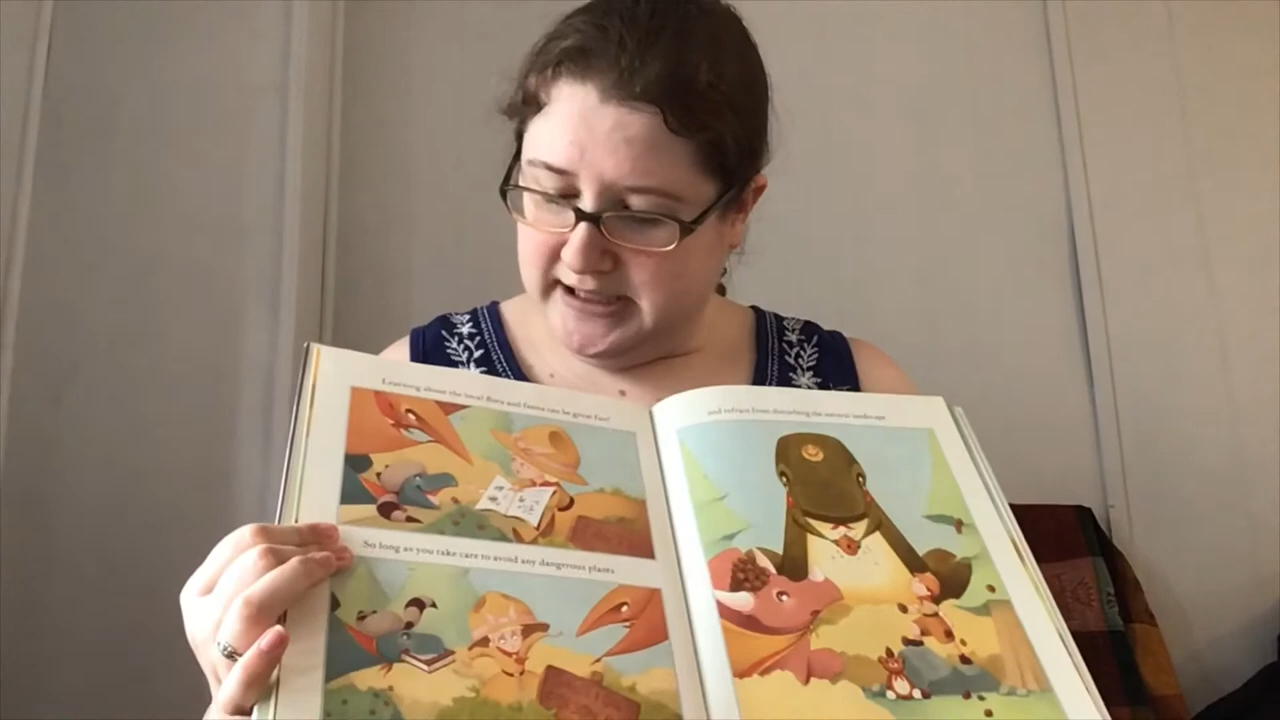 Learning about the local flora and fauna can be great fun!
So long as you take care to avoid any dangerous plants
and refrain from disturbing the natural landscape